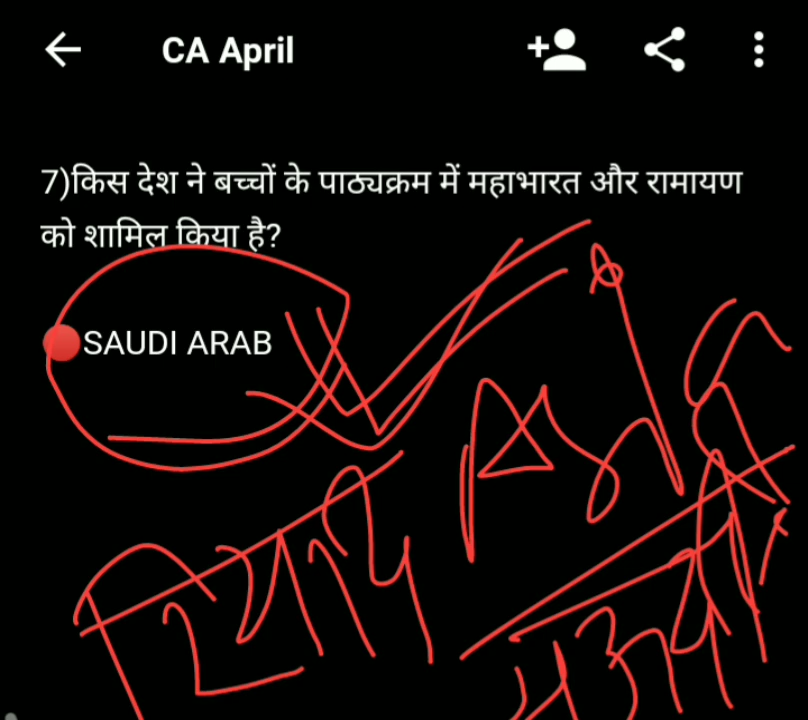 CA April
7)किस देश ने बच्चों के पाठ्यक्रम में महाभारत और रामायण
को शामिल किया है?
SAUDI ARAB
रियाद